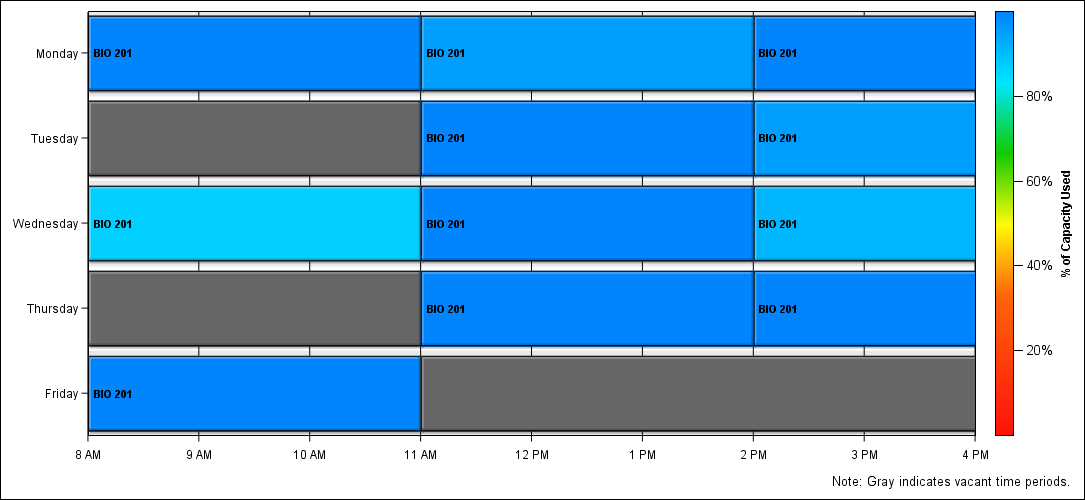 Monday BIO 201 BIO 201 BIO 201
80%
Tuesday BIO 201 BIO 201
60%
Wednesday BIO 201 BIO 201 BIO 201
% of Capacity Used
40%
Thursday BIO 201 BIO 201
20%
Friday BIO 201
8 AM 9 AM 10 AM 11 AM 12 PM 1 PM 2 PM 3 PM 4 PM
Note: Gray indicates vacant time periods.